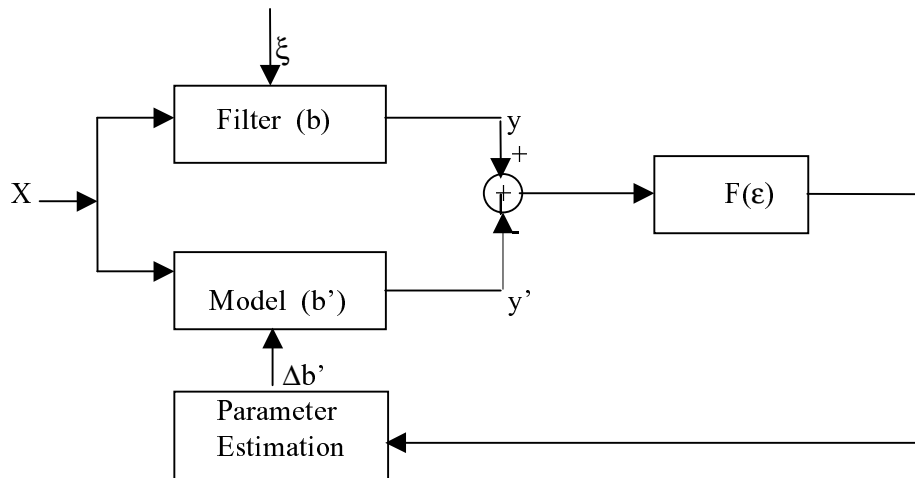 ξ
Filter (b)
y
+
X
+
F(ε)
-
Model (b’)
y’
Δb’
Parameter
Estimation